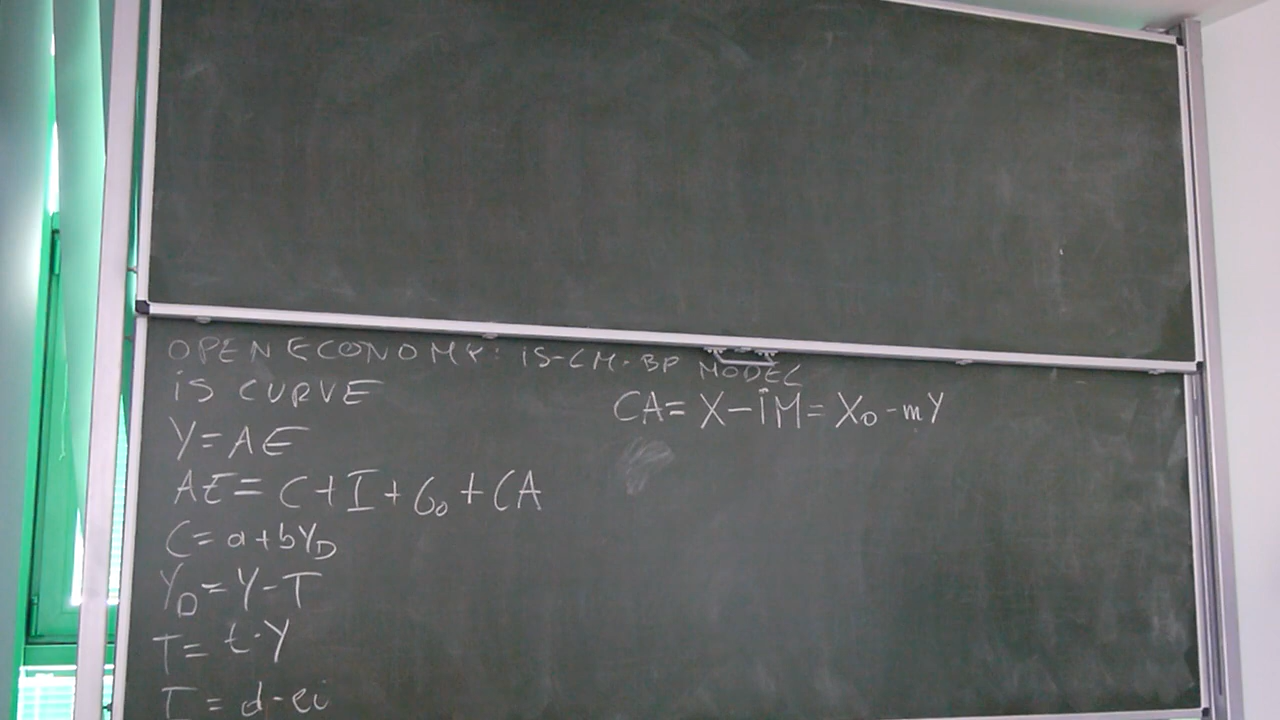 OPEN ECONOMY: IS-LM-BP MODEL
IS CURVE
Y=AE
AE=C+I+G₀+CA
C=a+bY_D
Y_D=Y-T
T=t·Y
I=d-ei
CA=X-IM=X₀-mY